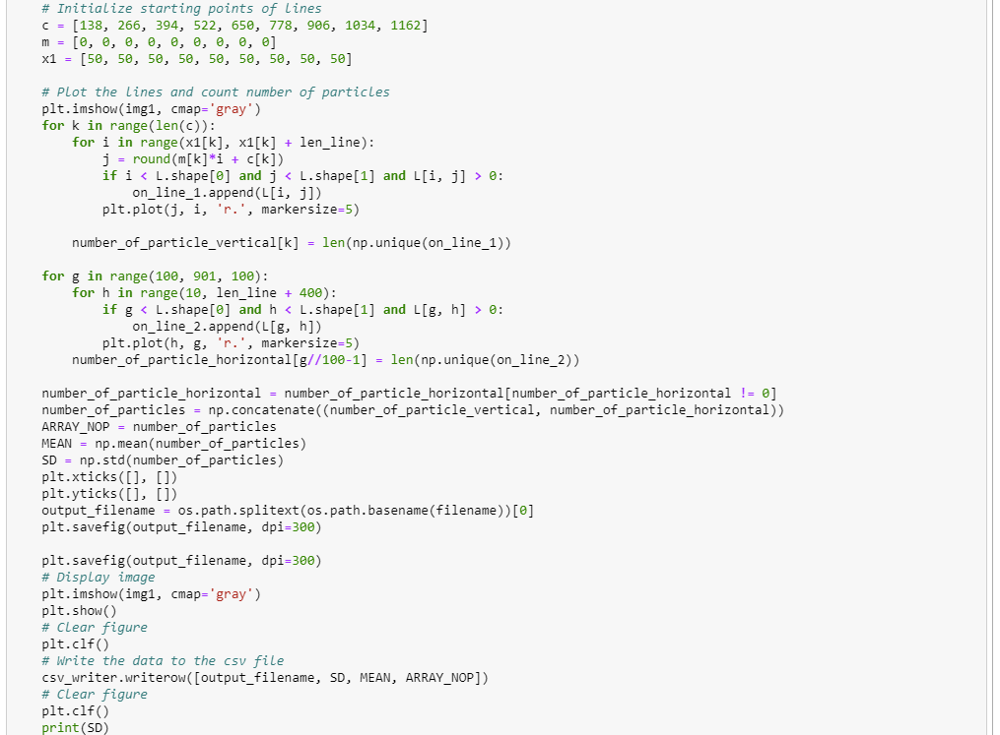 # Initialize starting points of lines
c = [138, 266, 394, 522, 650, 778, 906, 1034, 1162]
m = [0, 0, 0, 0, 0, 0, 0, 0, 0]
x1 = [50, 50, 50, 50, 50, 50, 50, 50, 50]

# Plot the lines and count number of particles
plt.imshow(img1, cmap='gray')
for k in range(len(c)):
    for i in range(x1[k], x1[k] + len_line):
        j = round(m[k]*i + c[k])
        if i < L.shape[0] and j < L.shape[1] and L[i, j] > 0:
            on_line_1.append(L[i, j])
        plt.plot(j, i, 'r.', markersize=5)

    number_of_particle_vertical[k] = len(np.unique(on_line_1))

for g in range(100, 901, 100):
    for h in range(10, len_line + 400):
        if g < L.shape[0] and h < L.shape[1] and L[g, h] > 0:
            on_line_2.append(L[g, h])
        plt.plot(h, g, 'r.', markersize=5)
    number_of_particle_horizontal[g//100-1] = len(np.unique(on_line_2))

number_of_particle_horizontal = number_of_particle_horizontal[number_of_particle_horizontal != 0]
number_of_particles = np.concatenate((number_of_particle_vertical, number_of_particle_horizontal))
ARRAY_NOP = number_of_particles
MEAN = np.mean(number_of_particles)
SD = np.std(number_of_particles)
plt.xticks([], [])
plt.yticks([], [])
output_filename = os.path.splitext(os.path.basename(filename))[0]
plt.savefig(output_filename, dpi=300)

plt.savefig(output_filename, dpi=300)
# Display image
plt.imshow(img1, cmap='gray')
plt.show()
# Clear figure
plt.clf()
# Write the data to the csv file
csv_writer.writerow([output_filename, SD, MEAN, ARRAY_NOP])
# Clear figure
plt.clf()
print(SD)